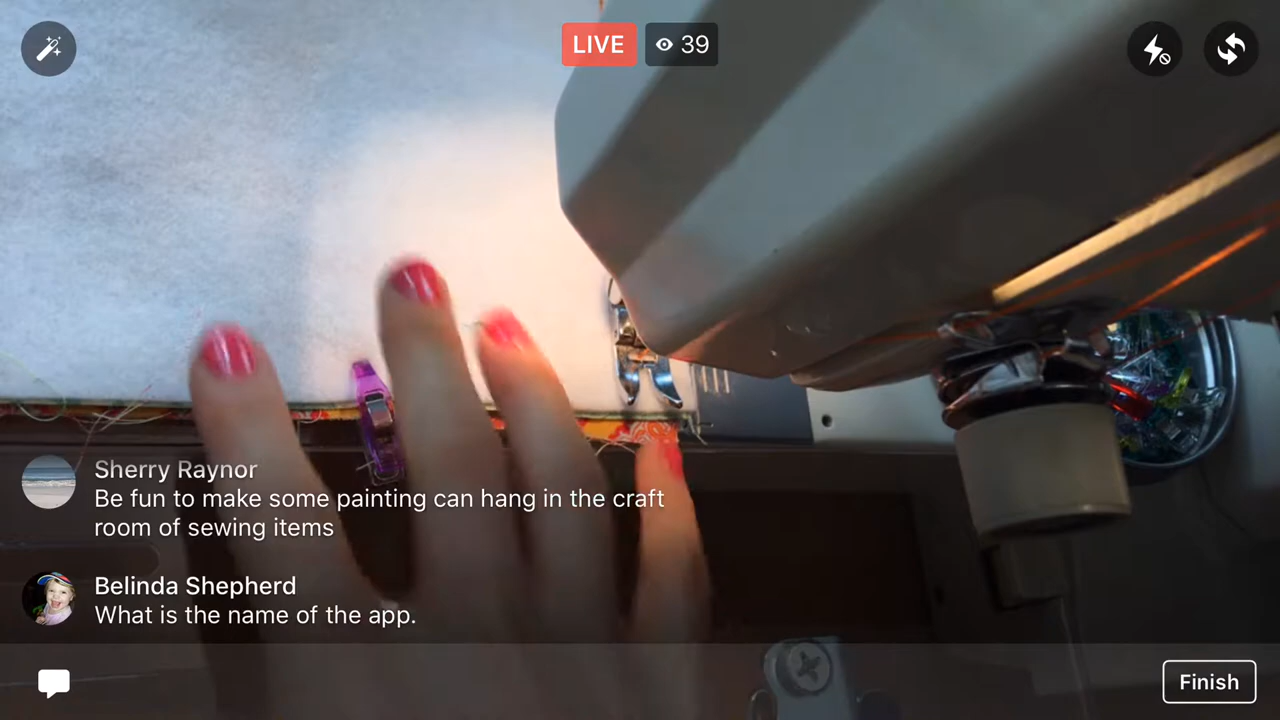 LIVE 39
Sherry Raynor
Be fun to make some painting can hang in the craft
room of sewing items
Belinda Shepherd
What is the name of the app.
Finish